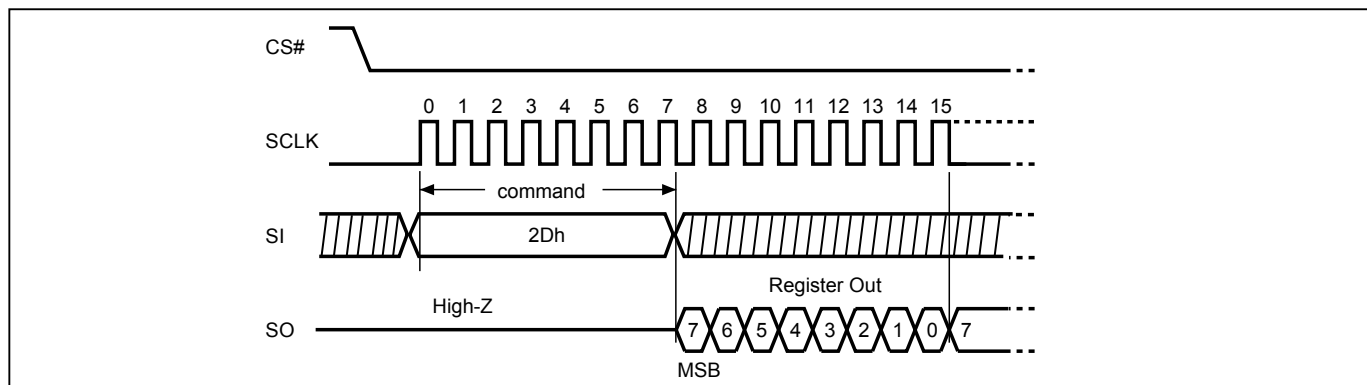 CS#
0 1 2 3 4 5 6 7 8 9 10 11 12 13 14 15
SCLK
command
SI
2Dh
Register Out
High-Z
SO
7 6 5 4 3 2 1 0 7
MSB